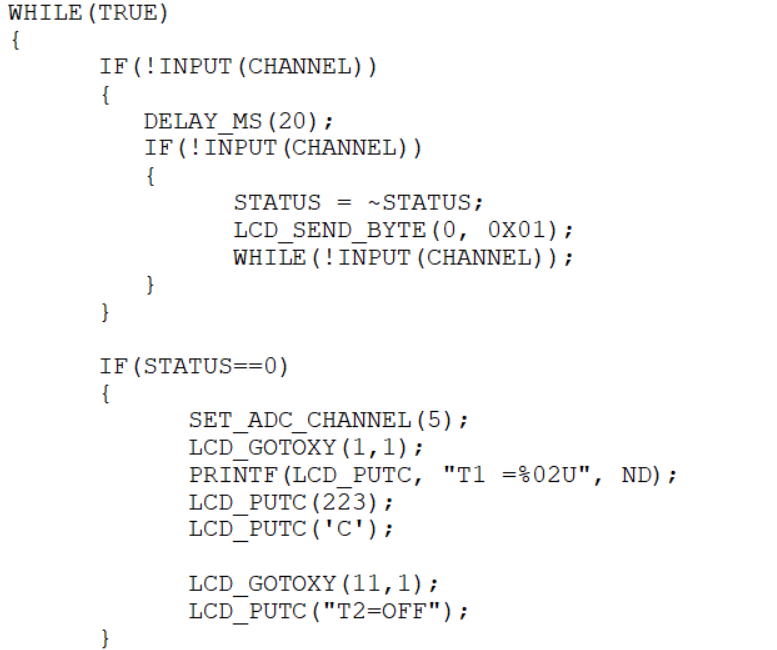 WHILE(TRUE)
{
IF(!INPUT(CHANNEL))
{
DELAY_MS(20);
IF(!INPUT(CHANNEL))
{
STATUS = ~STATUS;
LCD_SEND_BYTE(0, 0X01);
WHILE(!INPUT(CHANNEL));
}
}
IF(STATUS==0)
{
SET_ADC_CHANNEL(5);
LCD_GOTOXY(1,1);
PRINTF(LCD_PUTC, "T1 =%02U", ND);
LCD_PUTC(223);
LCD_PUTC('C');
LCD_GOTOXY(11,1);
LCD_PUTC("T2=OFF");
}